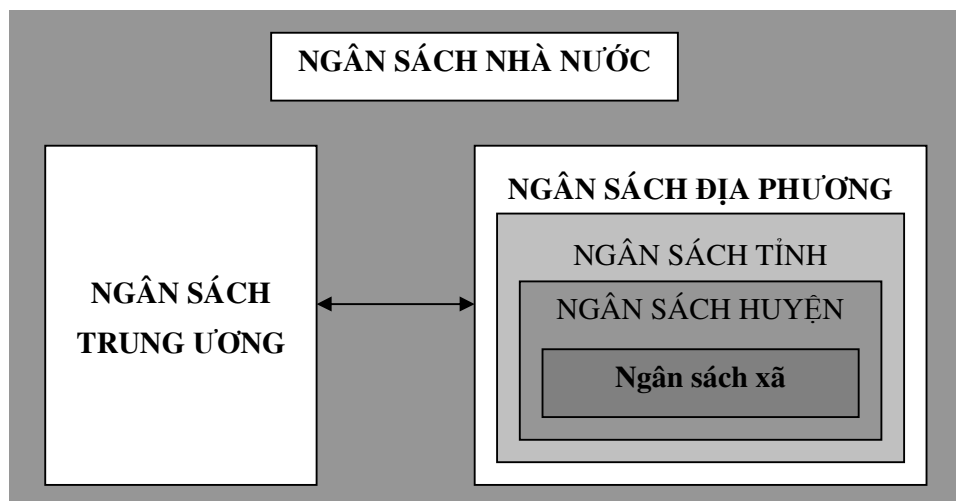 NGÂN SÁCH NHÀ NƯỚC
NGÂN SÁCH
TRUNG ƯƠNG
NGÂN SÁCH ĐỊA PHƯƠNG
NGÂN SÁCH TỈNH
NGÂN SÁCH HUYỆN
Ngân sách xã